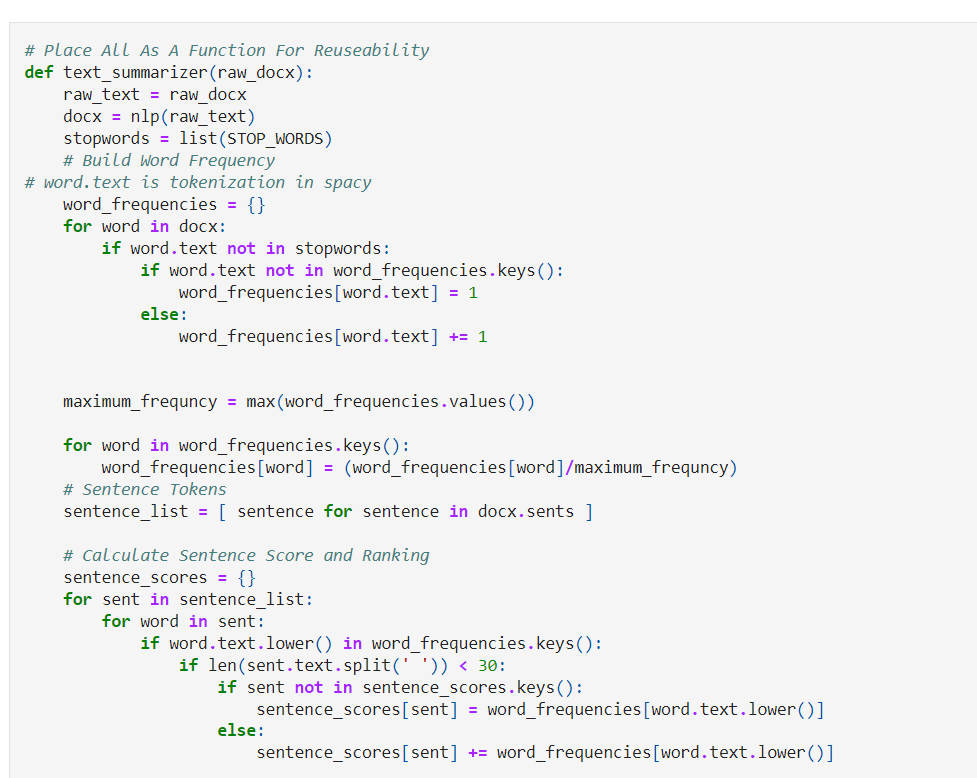 # Place All As A Function For Reuseability
def text_summarizer(raw_docx):
    raw_text = raw_docx
    docx = nlp(raw_text)
    stopwords = list(STOP_WORDS)
    # Build Word Frequency
# word.text is tokenization in spacy
    word_frequencies = {}
    for word in docx:
        if word.text not in stopwords:
            if word.text not in word_frequencies.keys():
                word_frequencies[word.text] = 1
            else:
                word_frequencies[word.text] += 1
    maximum_frequncy = max(word_frequencies.values())
    for word in word_frequencies.keys():
        word_frequencies[word] = (word_frequencies[word]/maximum_frequncy)
    # Sentence Tokens
    sentence_list = [ sentence for sentence in docx.sents ]
    # Calculate Sentence Score and Ranking
    sentence_scores = {}
    for sent in sentence_list:
        for word in sent:
            if word.text.lower() in word_frequencies.keys():
                if len(sent.text.split(' ')) < 30:
                    if sent not in sentence_scores.keys():
                        sentence_scores[sent] = word_frequencies[word.text.lower()]
                    else:
                        sentence_scores[sent] += word_frequencies[word.text.lower()]